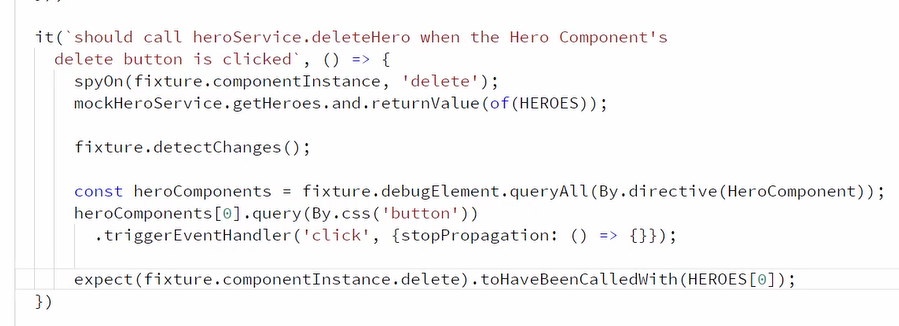 it(`should call heroService.deleteHero when the Hero Component's
delete button is clicked`, () => {
spyOn(fixture.componentInstance, 'delete');
mockHeroService.getHeroes.and.returnValue(of(HEROES));
fixture.detectChanges();
const heroComponents = fixture.debugElement.queryAll(By.directive(HeroComponent));
heroComponents[0].query(By.css('button'))
.triggerEventHandler('click', {stopPropagation: () => {}});
expect(fixture.componentInstance.delete).toHaveBeenCalledWith(HEROES[0]);
})